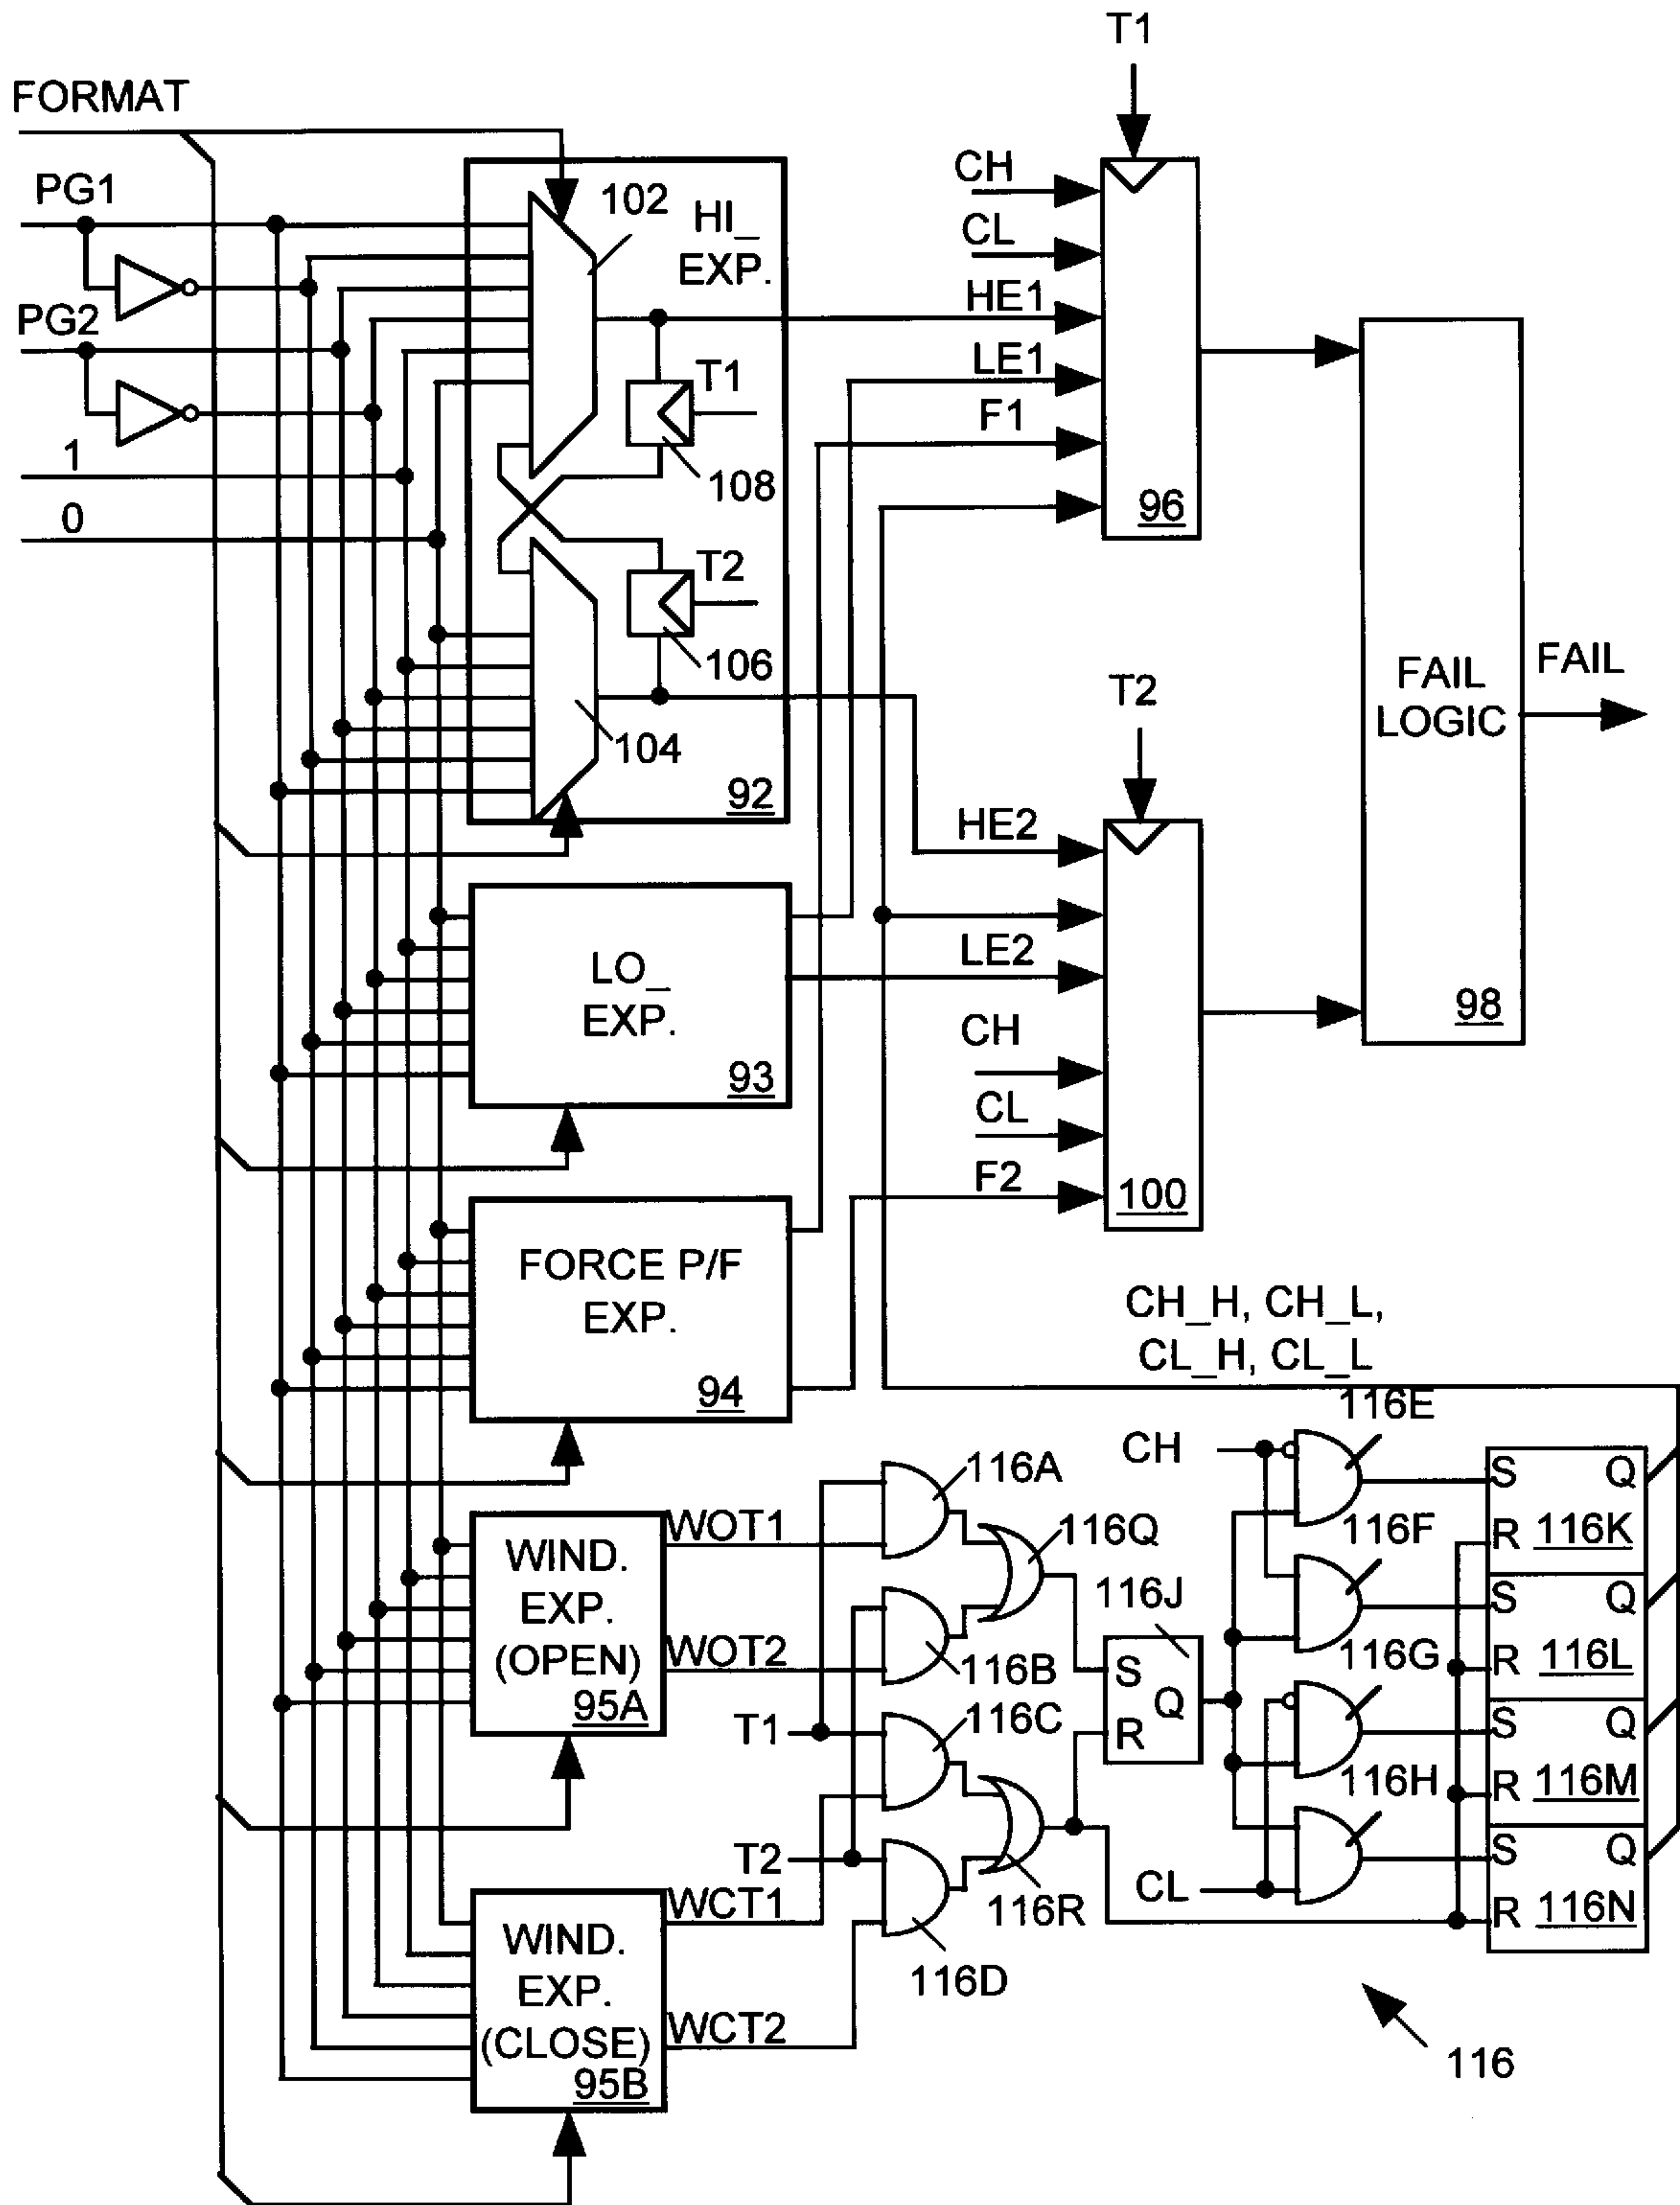 T1
FORMAT
PG1
102
HI_
EXP.
CH
CL
HE1
PG2
LE1
T1
F1
1
108
96
0
T2
106
T2
FAIL
LOGIC
FAIL
104
92
HE2
LO_
EXP.
LE2
98
CH
93
CL
F2
100
FORCE P/F
EXP.
CH_H, CH_L,
CL_H, CL_L
94
116E
CH
116A
S
Q
WOT1
116Q
116F
R
116K
WIND.
EXP.
(OPEN)
95A
116J
S
Q
WOT2
116B
116G
R
116L
S
Q
R
T1
116C
S
Q
116H
R
116M
T2
S
Q
WCT1
116R
CL
R
116N
WIND.
EXP.
(CLOSE)
95B
116D
WCT2
116